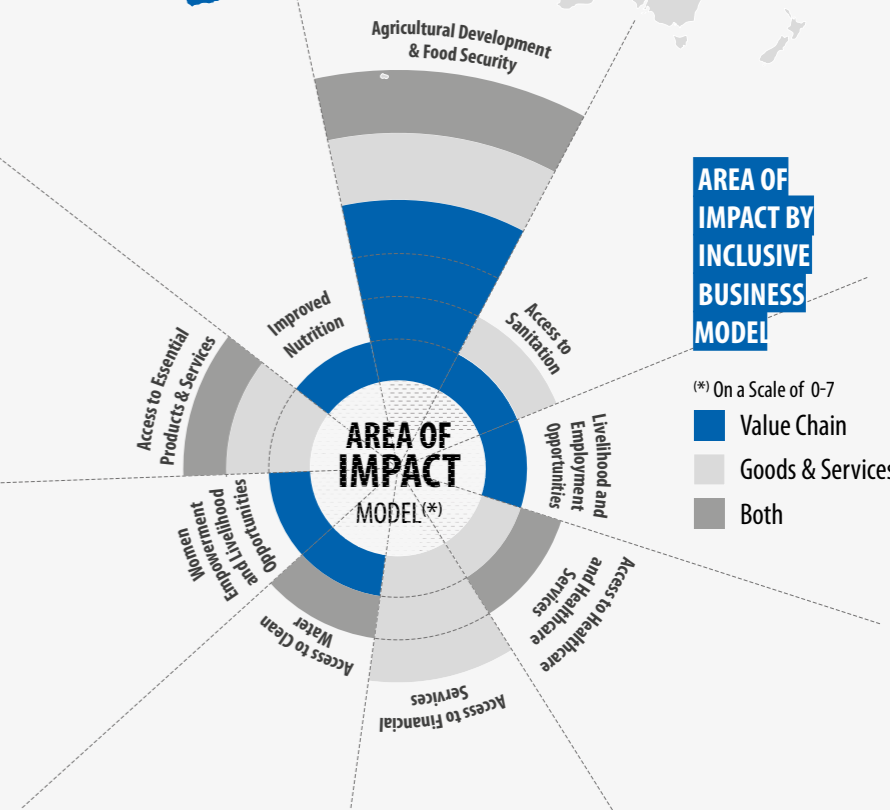 Agricultural Development
& Food Security
AREA OF
IMPACT BY
INCLUSIVE
BUSINESS
MODEL
(*) On a Scale of 0-7
Value Chain
Goods & Services
Both
Improved
Nutrition
Access to
Sanitation
Access to Essential
Products & Services
AREA OF
IMPACT
MODEL(*)
Livelihood and
Employment
Opportunities
Women
Empowerment
and Livelihood
Opportunities
Access to Healthcare
and Healthcare
Services
Access to Clean
Water
Access to Financial
Services